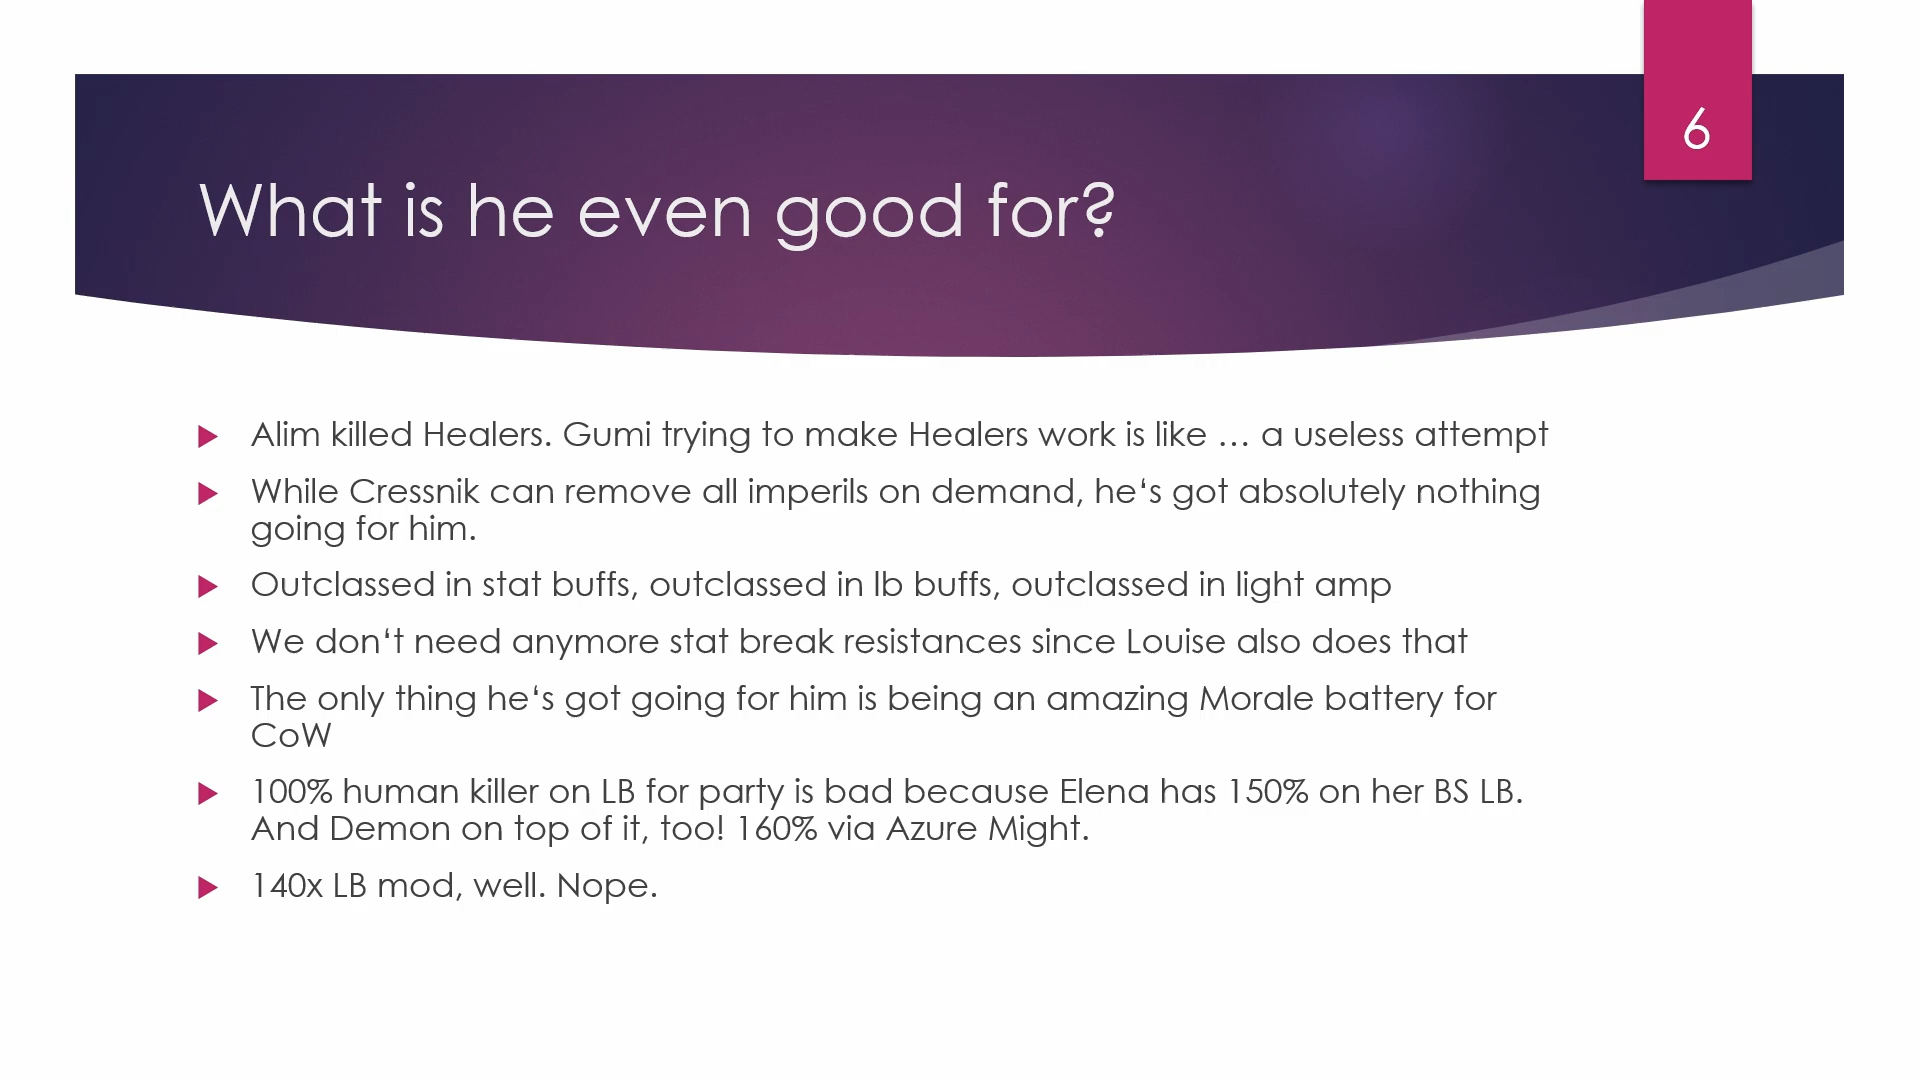 6
What is he even good for?
Alim killed Healers. Gumi trying to make Healers work is like … a useless attempt
While Cressnik can remove all imperils on demand, he‘s got absolutely nothing
going for him.
Outclassed in stat buffs, outclassed in lb buffs, outclassed in light amp
We don‘t need anymore stat break resistances since Louise also does that
The only thing he‘s got going for him is being an amazing Morale battery for
CoW
100% human killer on LB for party is bad because Elena has 150% on her BS LB.
And Demon on top of it, too! 160% via Azure Might.
140x LB mod, well. Nope.